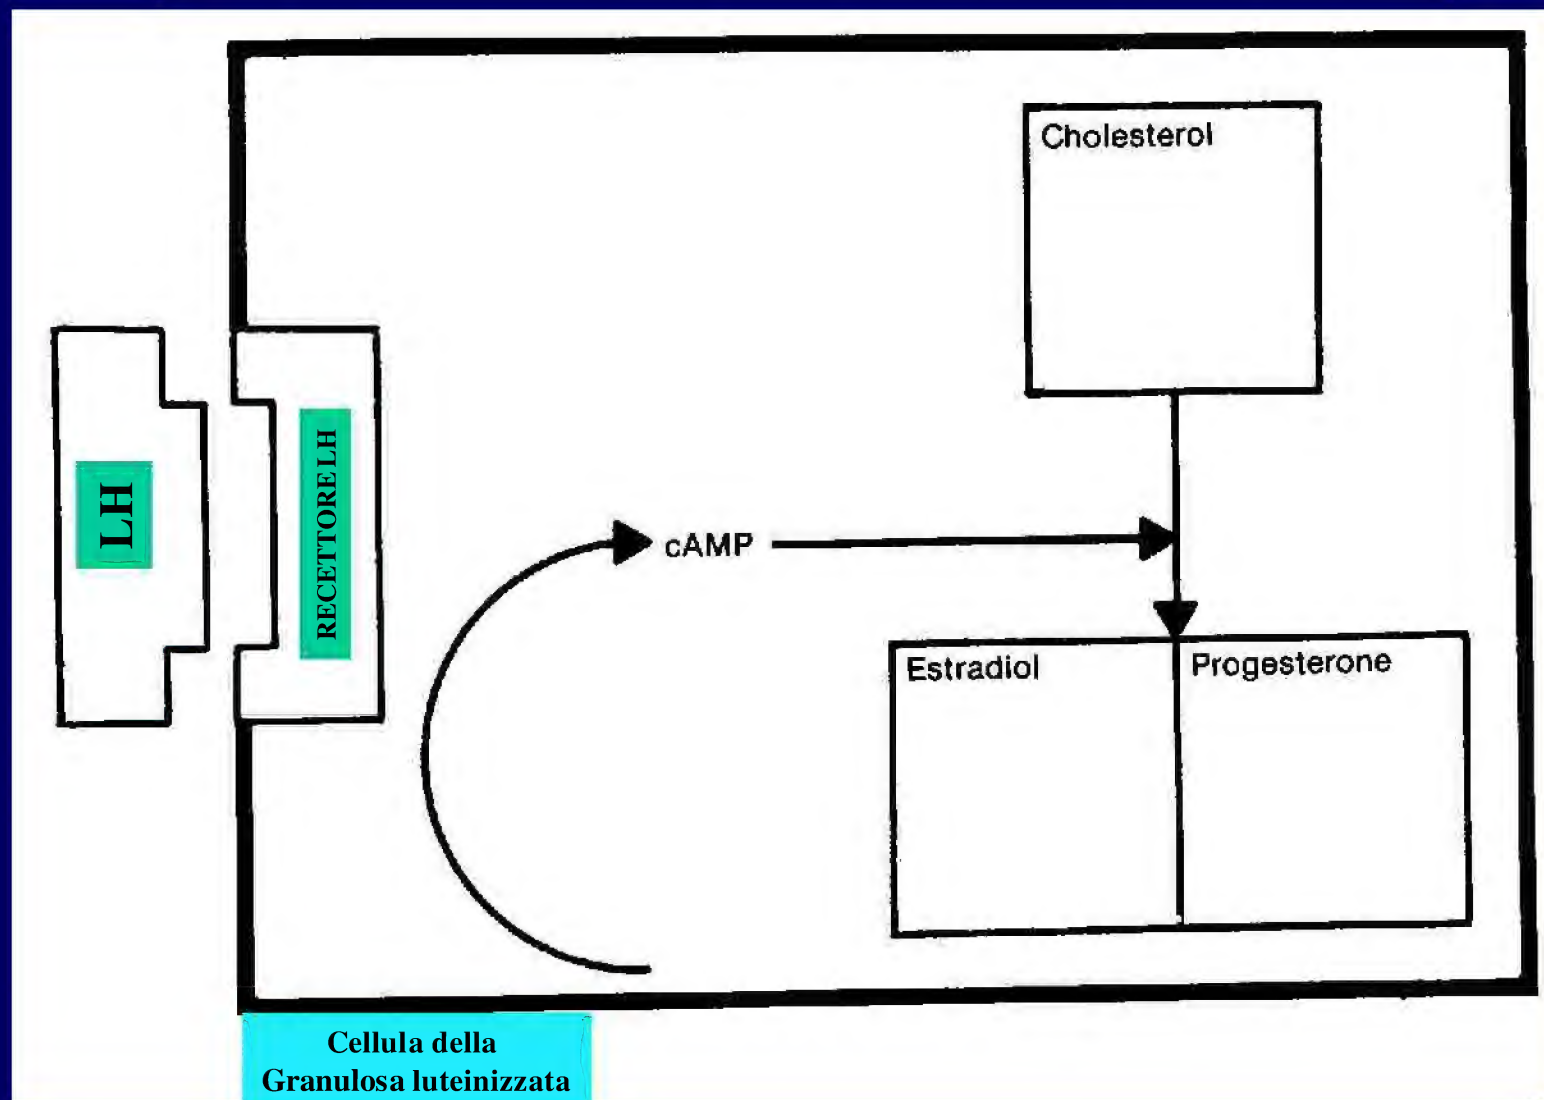 Cholesterol
LH
RECETTORE LH
cAMP
Estradiol
Progesterone
Cellula della
Granulosa luteinizzata